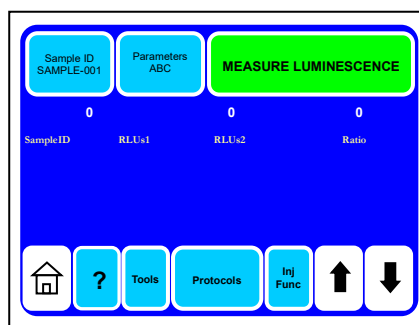 Sample ID
SAMPLE-001
Parameters
ABC
MEASURE LUMINESCENCE
0 0 0
SampleID RLUs1 RLUs2 Ratio
? Tools Protocols Inj
Func